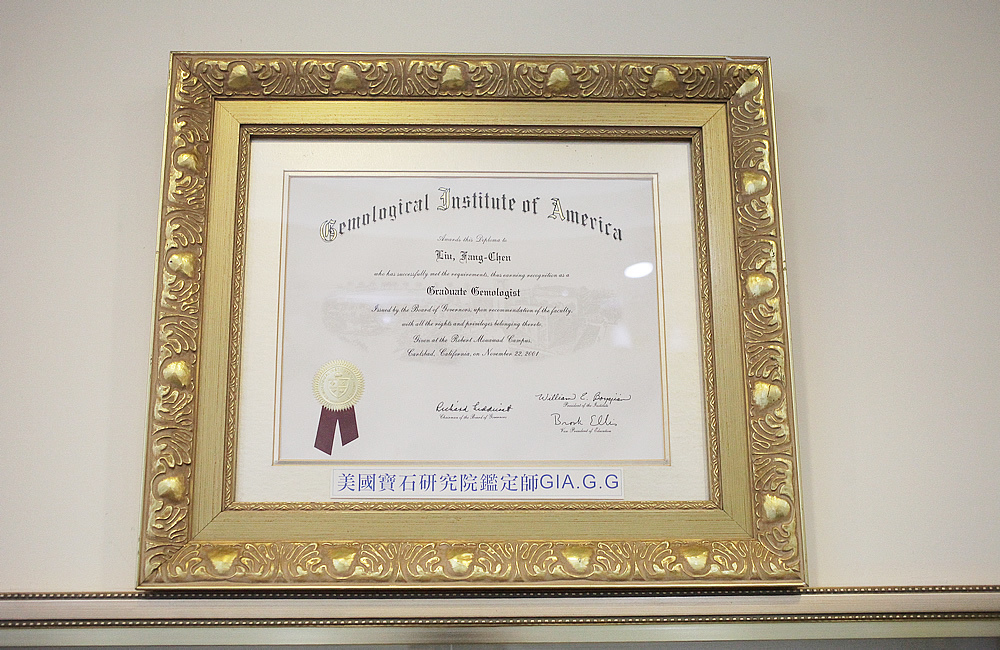 Gemological Institute of America
Awards this Diploma to
Liu, Fang-Chen
who has successfully met the requirements, thus earning recognition as a
Graduate Gemologist
Issued by the Board of Governors, upon recommendation of the faculty,
with all the rights and privileges belonging thereto.
Given at the Robert Mouawad Campus,
Carlsbad, California, on November 22, 2001
Richard Liddicoat
Chairman of the Board of Governors
William E. Boyajian
President of the Institute
Brook Ellis
Vice President of Education
美國寶石研究院鑑定師GIA.G.G